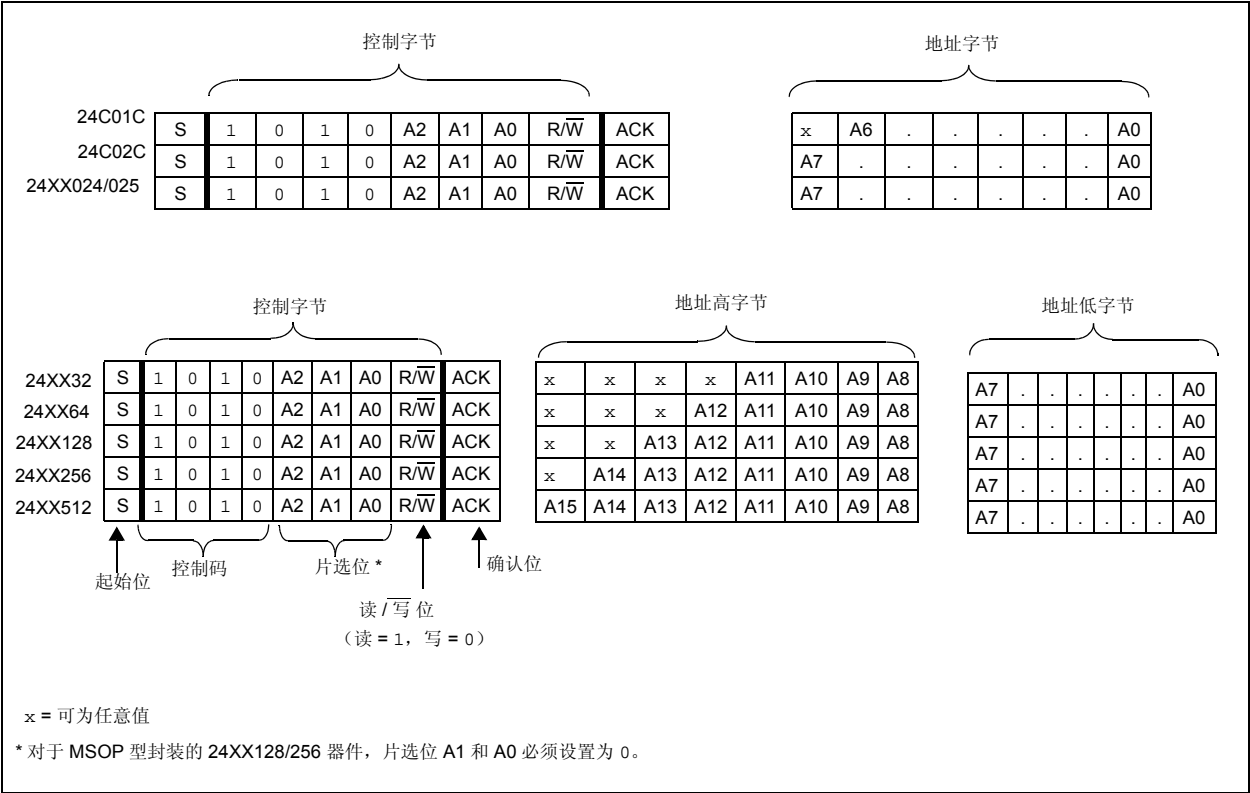 控制字节 地址字节
24C01C S 1 0 1 0 A2 A1 A0 R/W̅ ACK x A6 . . . . . A0
24C02C S 1 0 1 0 A2 A1 A0 R/W̅ ACK A7 . . . . . . A0
24XX024/025 S 1 0 1 0 A2 A1 A0 R/W̅ ACK A7 . . . . . . A0
控制字节 地址高字节 地址低字节
24XX32 S 1 0 1 0 A2 A1 A0 R/W̅ ACK x x x x A11 A10 A9 A8 A7 . . . . . . A0
24XX64 S 1 0 1 0 A2 A1 A0 R/W̅ ACK x x x A12 A11 A10 A9 A8 A7 . . . . . . A0
24XX128 S 1 0 1 0 A2 A1 A0 R/W̅ ACK x x A13 A12 A11 A10 A9 A8 A7 . . . . . . A0
24XX256 S 1 0 1 0 A2 A1 A0 R/W̅ ACK x A14 A13 A12 A11 A10 A9 A8 A7 . . . . . . A0
24XX512 S 1 0 1 0 A2 A1 A0 R/W̅ ACK A15 A14 A13 A12 A11 A10 A9 A8 A7 . . . . . . A0
起始位 控制码 片选位 * 确认位
读 / 写 位
（读 = 1，写 = 0）
x = 可为任意值
* 对于 MSOP 型封装的 24XX128/256 器件，片选位 A1 和 A0 必须设置为 0。